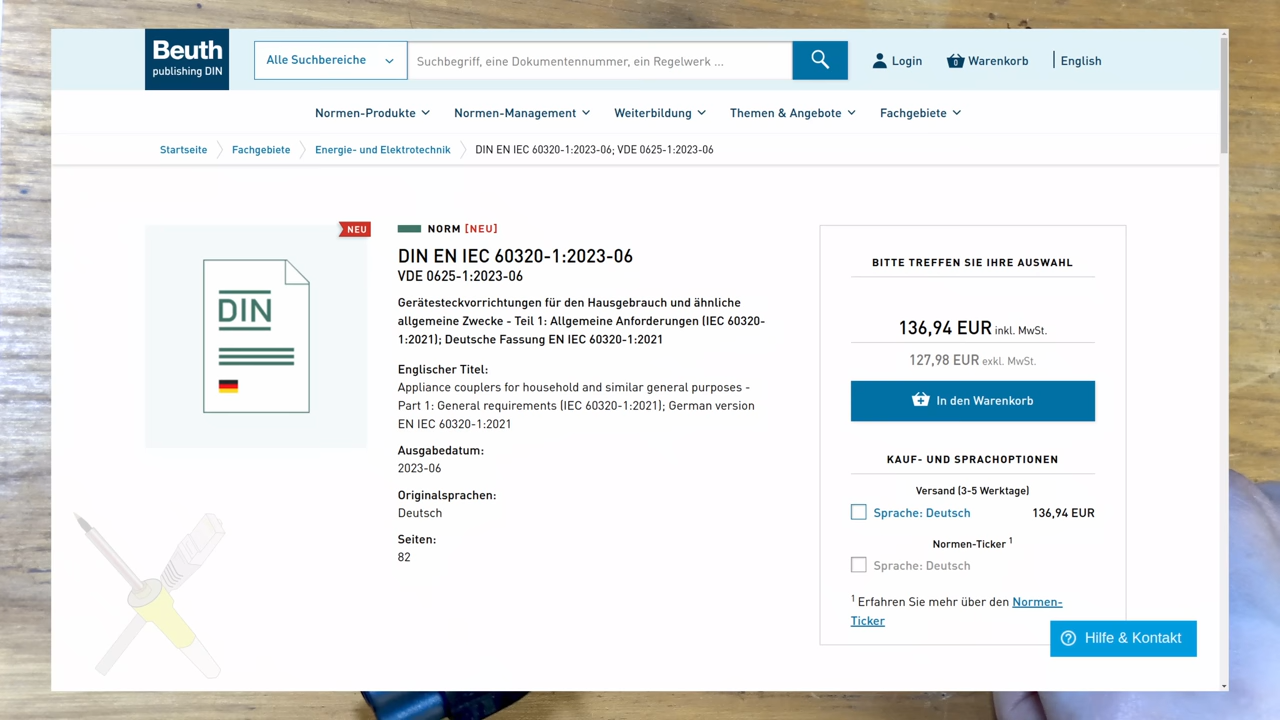 Beuth
publishing DIN
Alle Suchbereiche
Suchbegriff, eine Dokumentennummer, ein Regelwerk ...
Login
0
Warenkorb
English
Normen-Produkte
Normen-Management
Weiterbildung
Themen & Angebote
Fachgebiete
Startseite
Fachgebiete
Energie- und Elektrotechnik
DIN EN IEC 60320-1:2023-06; VDE 0625-1:2023-06
NEU
DIN
NORM [NEU]
DIN EN IEC 60320-1:2023-06
VDE 0625-1:2023-06
Gerätesteckvorrichtungen für den Hausgebrauch und ähnliche
allgemeine Zwecke - Teil 1: Allgemeine Anforderungen (IEC 60320-
1:2021); Deutsche Fassung EN IEC 60320-1:2021
Englischer Titel:
Appliance couplers for household and similar general purposes -
Part 1: General requirements (IEC 60320-1:2021); German version
EN IEC 60320-1:2021
Ausgabedatum:
2023-06
Originalsprachen:
Deutsch
Seiten:
82
BITTE TREFFEN SIE IHRE AUSWAHL
136,94 EUR inkl. MwSt.
127,98 EUR exkl. MwSt.
In den Warenkorb
KAUF- UND SPRACHOPTIONEN
Versand (3-5 Werktage)
Sprache: Deutsch 136,94 EUR
Normen-Ticker 1
Sprache: Deutsch
1 Erfahren Sie mehr über den Normen-
Ticker
Hilfe & Kontakt